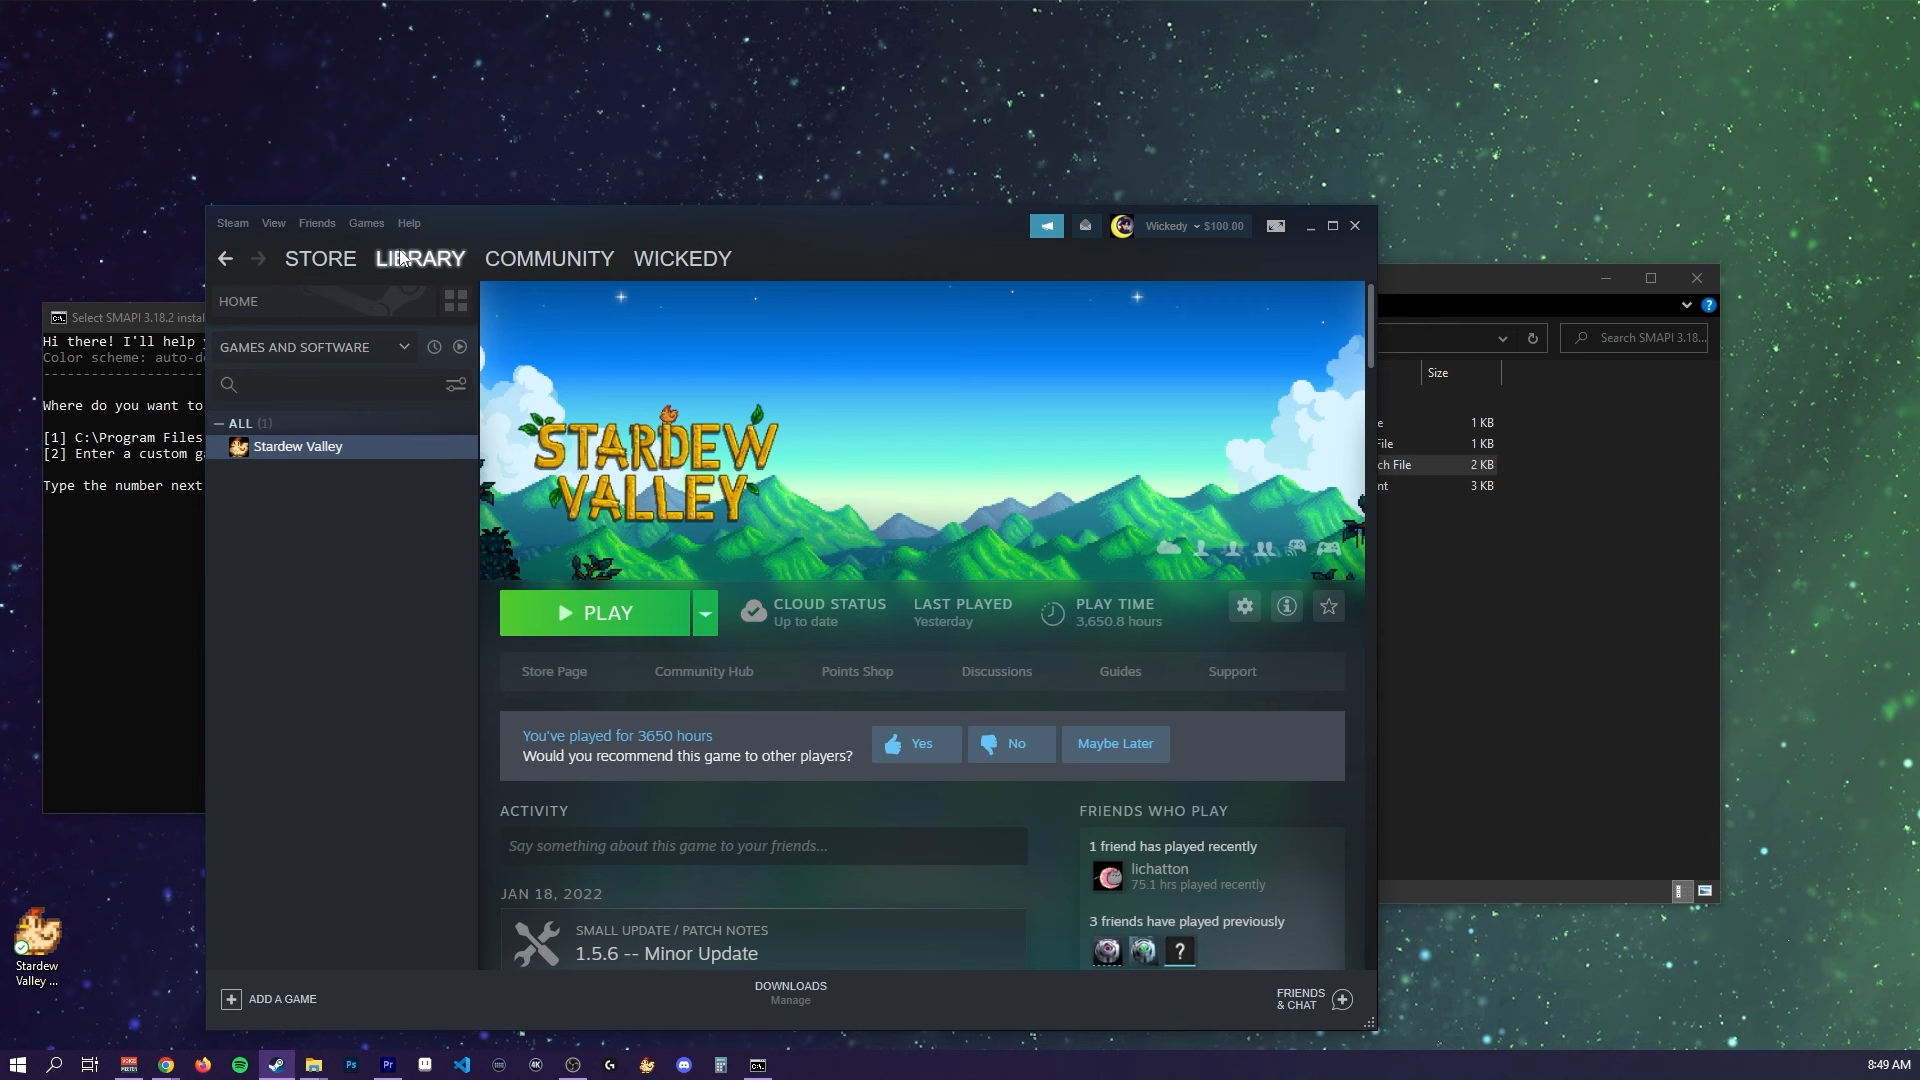 Steam View Friends Games Help
Wickedy $100.00
STORE LIBRARY COMMUNITY WICKEDY
HOME
GAMES AND SOFTWARE
ALL (1)
Stardew Valley
STARDEW
VALLEY
PLAY
CLOUD STATUS
Up to date
LAST PLAYED
Yesterday
PLAY TIME
3,650.8 hours
Store Page Community Hub Points Shop Discussions Guides Support
You've played for 3650 hours
Would you recommend this game to other players?
Yes
No
Maybe Later
ACTIVITY
Say something about this game to your friends...
JAN 18, 2022
SMALL UPDATE / PATCH NOTES
1.5.6 -- Minor Update
FRIENDS WHO PLAY
1 friend has played recently
lichatton
75.1 hrs played recently
3 friends have played previously
?
ADD A GAME
DOWNLOADS
Manage
FRIENDS
& CHAT
Select SMAPI 3.18.2 instal
Hi there! I'll help
Color scheme: auto-d
Where do you want to
[1] C:\Program Files
[2] Enter a custom g
Type the number next
Search SMAPI 3.18...
Size
e 1 KB
File 1 KB
ch File 2 KB
nt 3 KB
Stardew
Valley ...
Ps
Pr
4K
8:49 AM